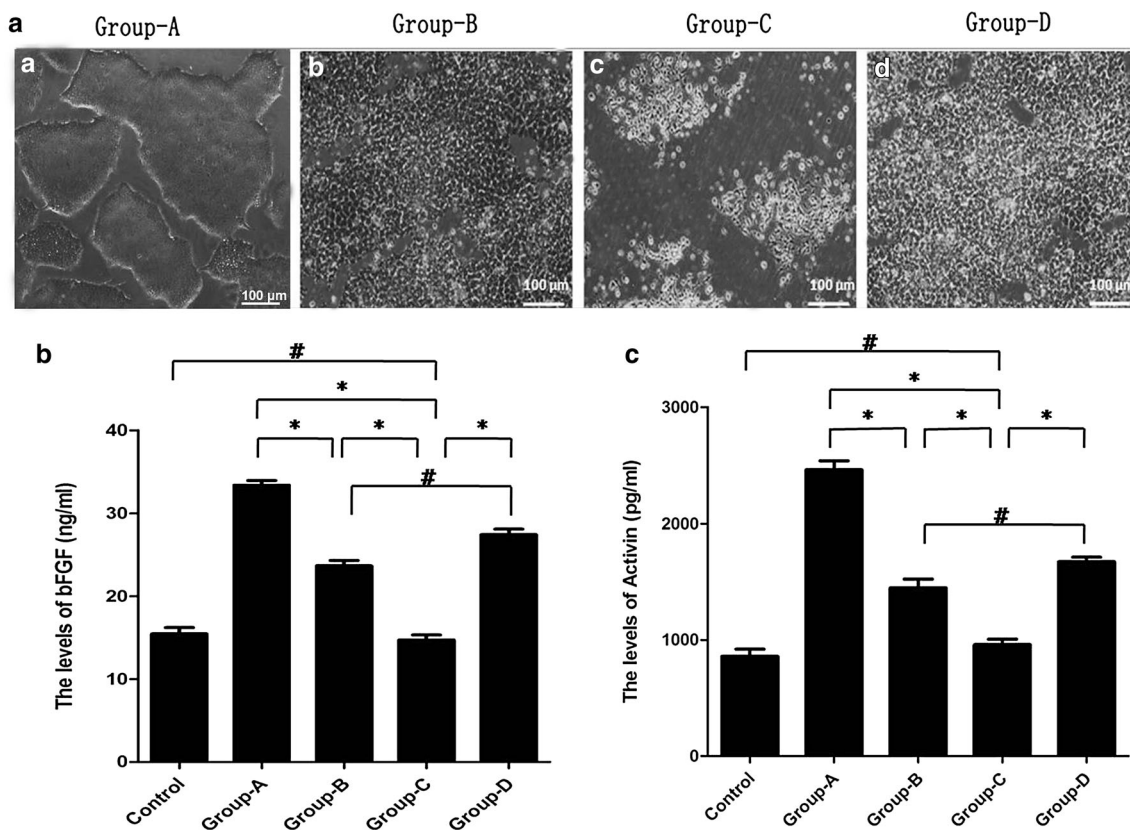 a
Group-A Group-B Group-C Group-D
a b c d
100 µm 100 µm 100 µm 100 µm
b
#
*
* * *
#
The levels of bFGF (ng/ml)
40
30
20
10
0
Control Group-A Group-B Group-C Group-D
c
#
*
* * *
#
The levels of Activin (pg/ml)
3000
2000
1000
0
Control Group-A Group-B Group-C Group-D